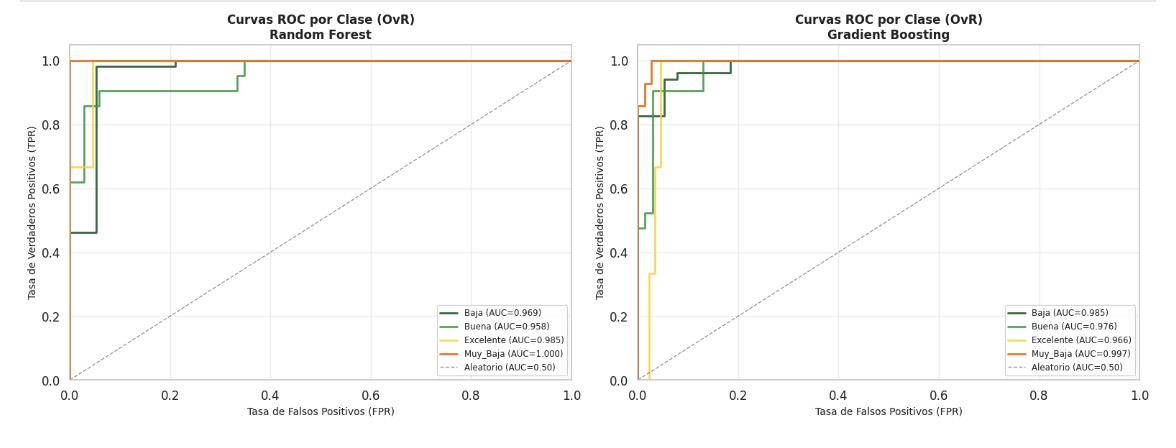 Curvas ROC por Clase (OvR)
Random Forest
Tasa de Verdaderos Positivos (TPR)
1.0
0.8
0.6
0.4
0.2
0.0
0.0 0.2 0.4 0.6 0.8 1.0
Tasa de Falsos Positivos (FPR)
Baja (AUC=0.969)
Buena (AUC=0.958)
Excelente (AUC=0.985)
Muy_Baja (AUC=1.000)
Aleatorio (AUC=0.50)
Curvas ROC por Clase (OvR)
Gradient Boosting
Tasa de Verdaderos Positivos (TPR)
1.0
0.8
0.6
0.4
0.2
0.0
0.0 0.2 0.4 0.6 0.8 1.0
Tasa de Falsos Positivos (FPR)
Baja (AUC=0.985)
Buena (AUC=0.976)
Excelente (AUC=0.966)
Muy_Baja (AUC=0.997)
Aleatorio (AUC=0.50)